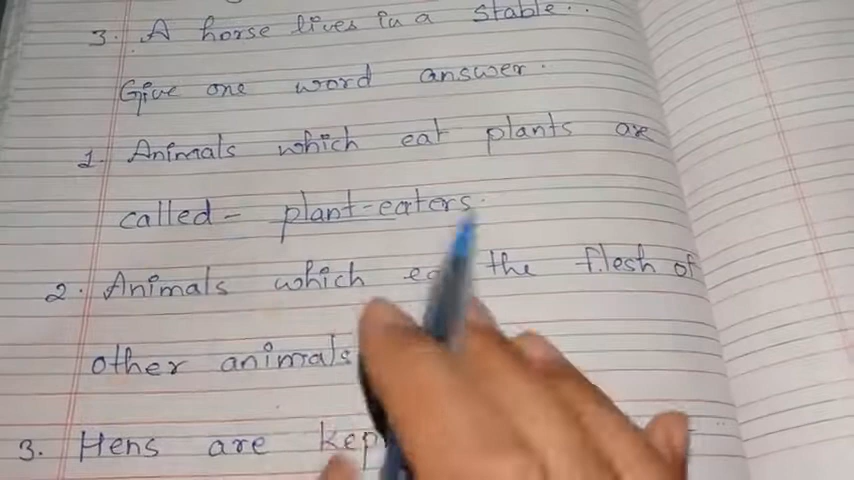 3. A horse lives in a stable.
Give one word answer.
1. Animals which eat plants are
called- plant-eaters.
2. Animals which the flesh of
other animals
3. Hens are